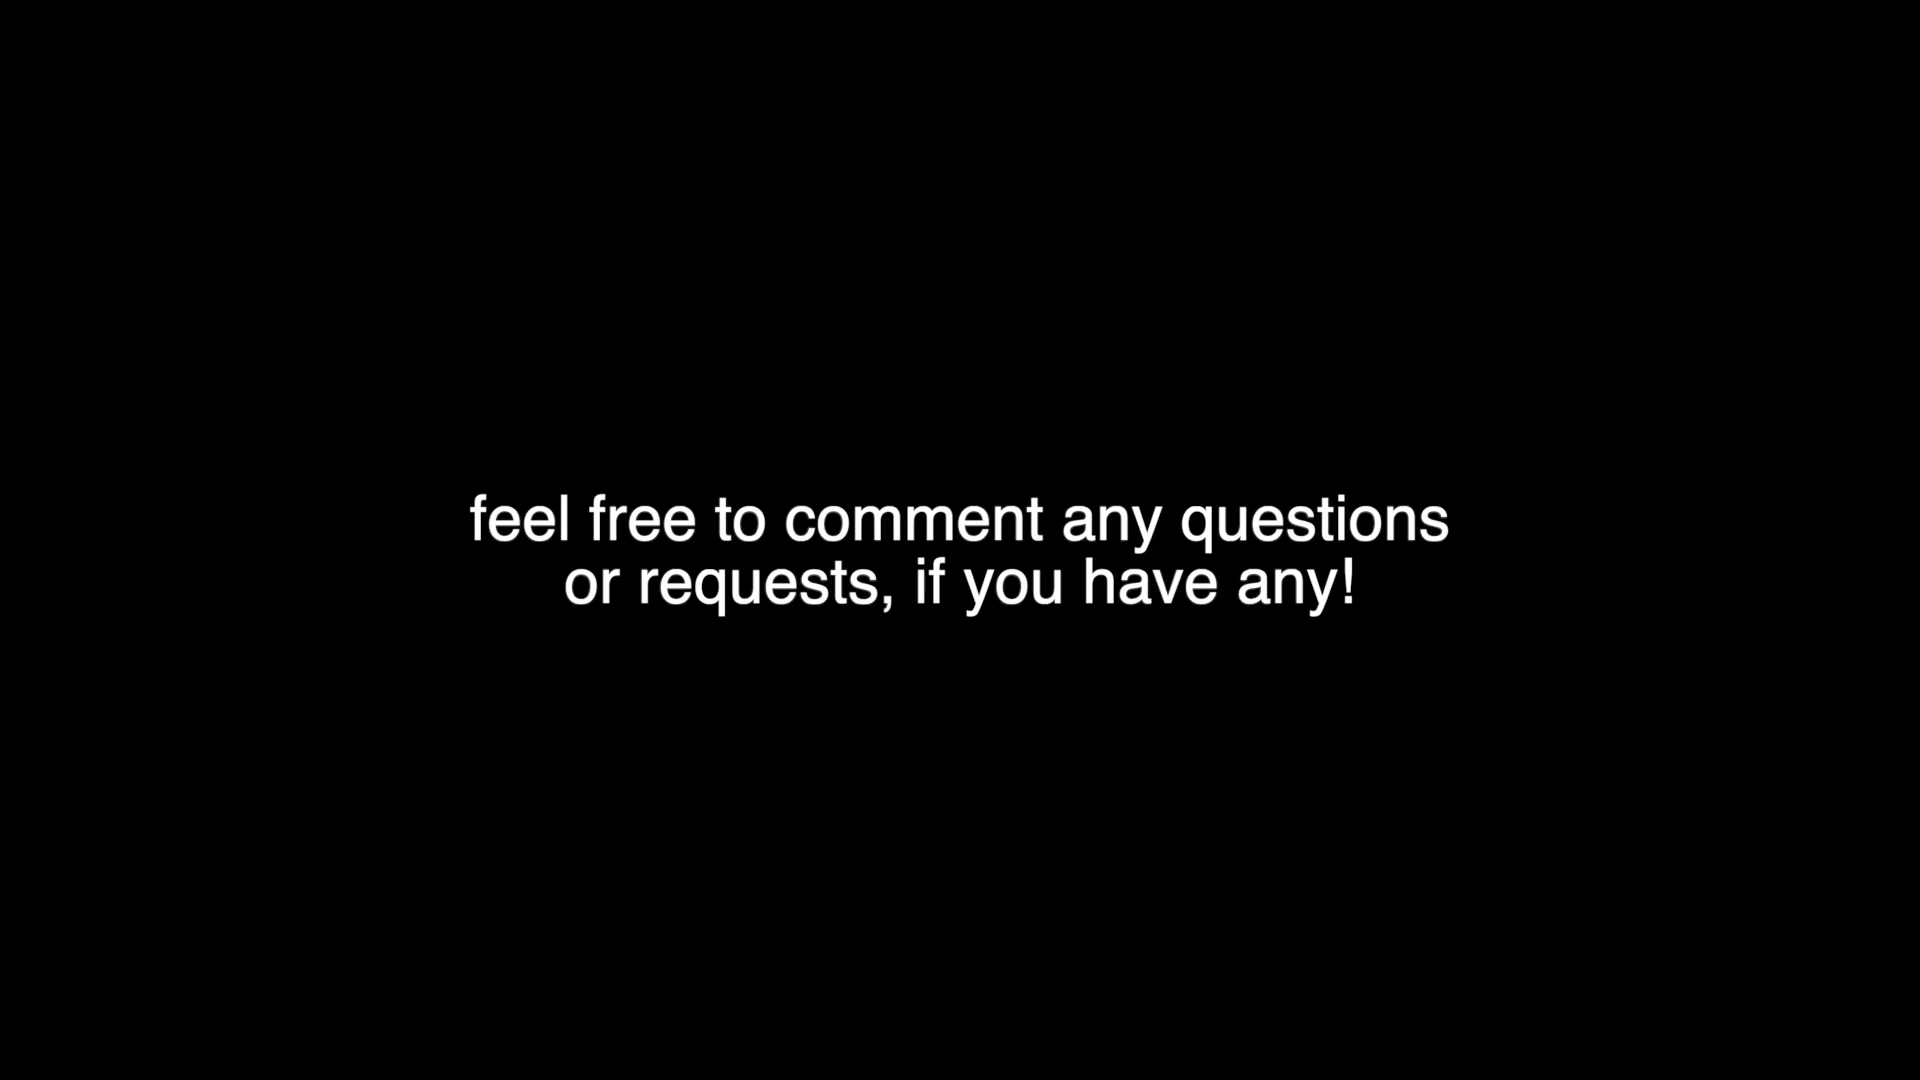 feel free to comment any questions
or requests, if you have any!